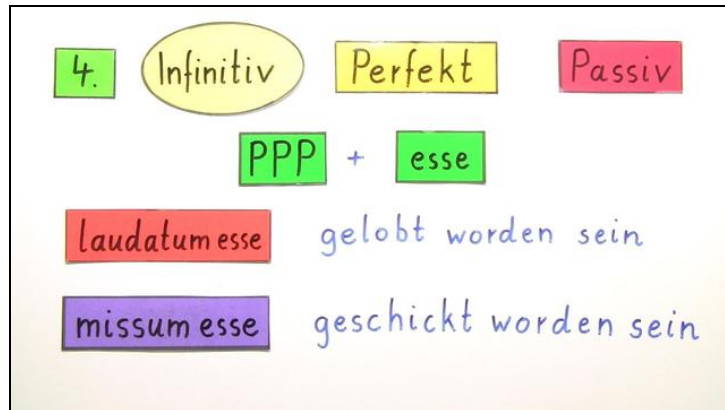 4. Infinitiv Perfekt Passiv
PPP + esse
laudatum esse gelobt worden sein
missum esse geschickt worden sein